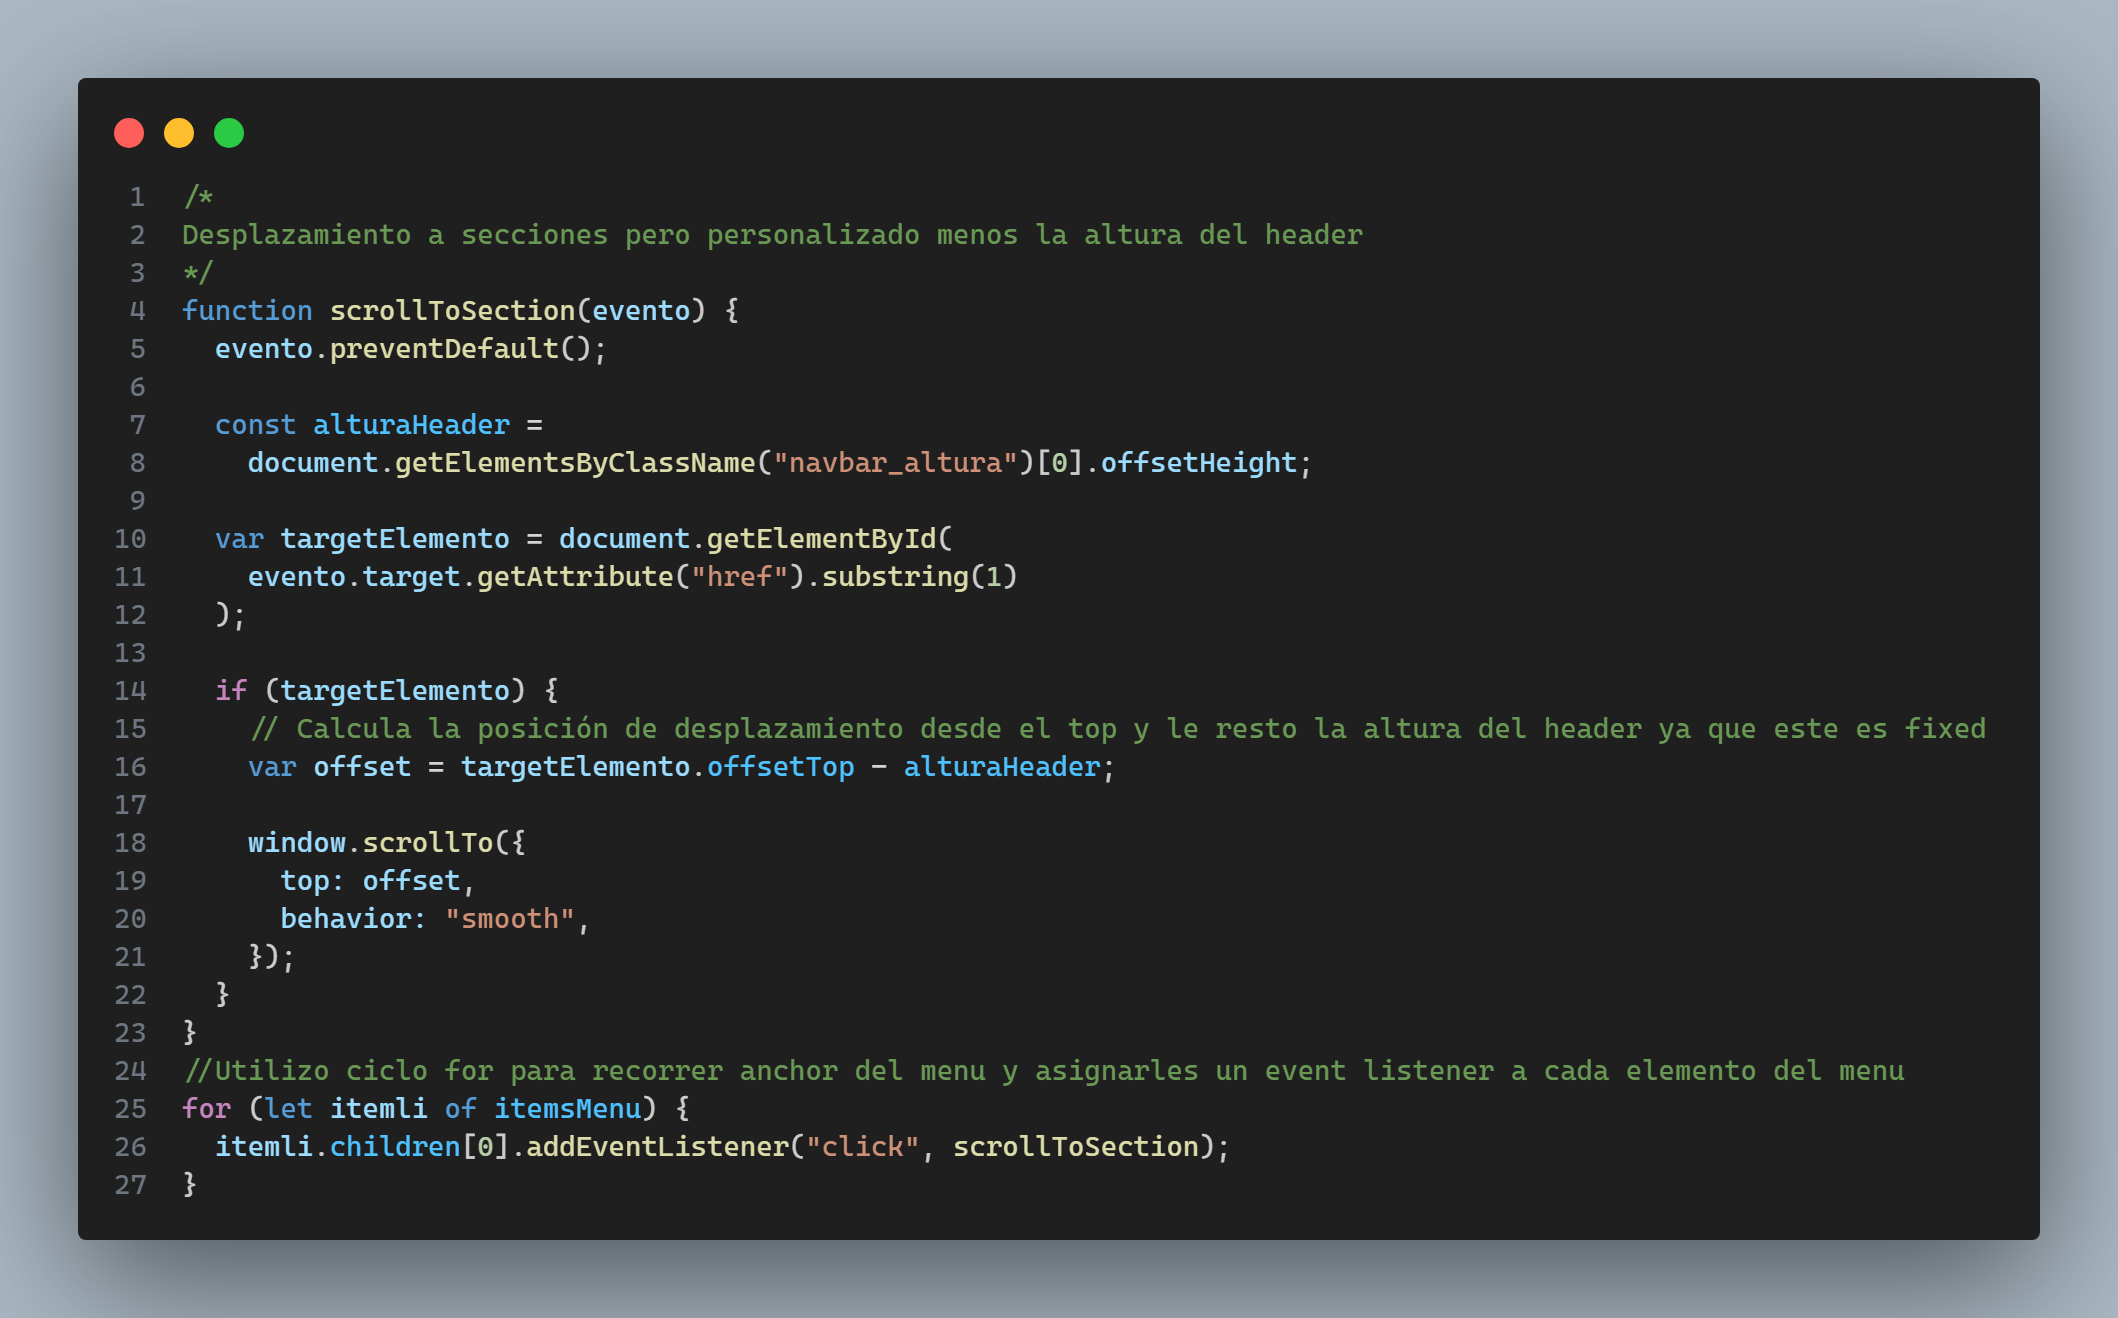 1 /*
2 Desplazamiento a secciones pero personalizado menos la altura del header
3 */
4 function scrollToSection(evento) {
5   evento.preventDefault();
6
7   const alturaHeader =
8     document.getElementsByClassName("navbar_altura")[0].offsetHeight;
9
10   var targetElemento = document.getElementById(
11     evento.target.getAttribute("href").substring(1)
12   );
13
14   if (targetElemento) {
15     // Calcula la posición de desplazamiento desde el top y le resto la altura del header ya que este es fixed
16     var offset = targetElemento.offsetTop - alturaHeader;
17
18     window.scrollTo({
19       top: offset,
20       behavior: "smooth",
21     });
22   }
23 }
24 //Utilizo ciclo for para recorrer anchor del menu y asignarles un event listener a cada elemento del menu
25 for (let itemli of itemsMenu) {
26   itemli.children[0].addEventListener("click", scrollToSection);
27 }